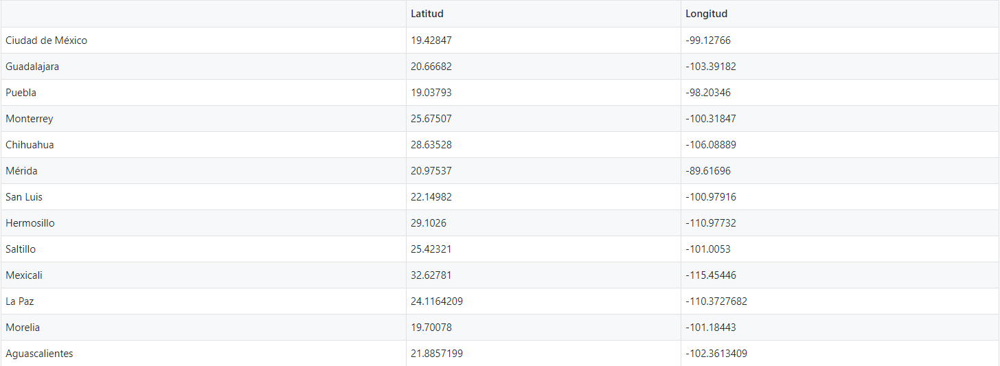 Latitud Longitud
Ciudad de México 19.42847 -99.12766
Guadalajara 20.66682 -103.39182
Puebla 19.03793 -98.20346
Monterrey 25.67507 -100.31847
Chihuahua 28.63528 -106.08889
Mérida 20.97537 -89.61696
San Luis 22.14982 -100.97916
Hermosillo 29.1026 -110.97732
Saltillo 25.42321 -101.0053
Mexicali 32.62781 -115.45446
La Paz 24.1164209 -110.3727682
Morelia 19.70078 -101.18443
Aguascalientes 21.8857199 -102.3613409